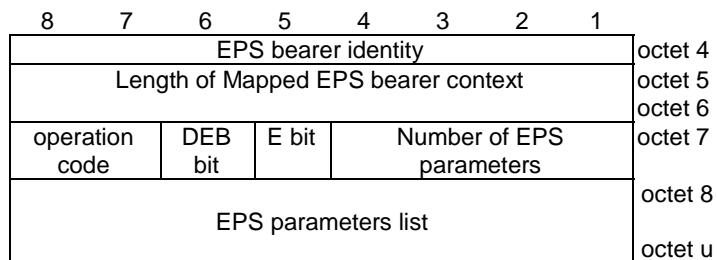 8 7 6 5 4 3 2 1
EPS bearer identity octet 4
Length of Mapped EPS bearer context octet 5
octet 6
operation DEB E bit Number of EPS octet 7
code bit parameters
octet 8
EPS parameters list
octet u